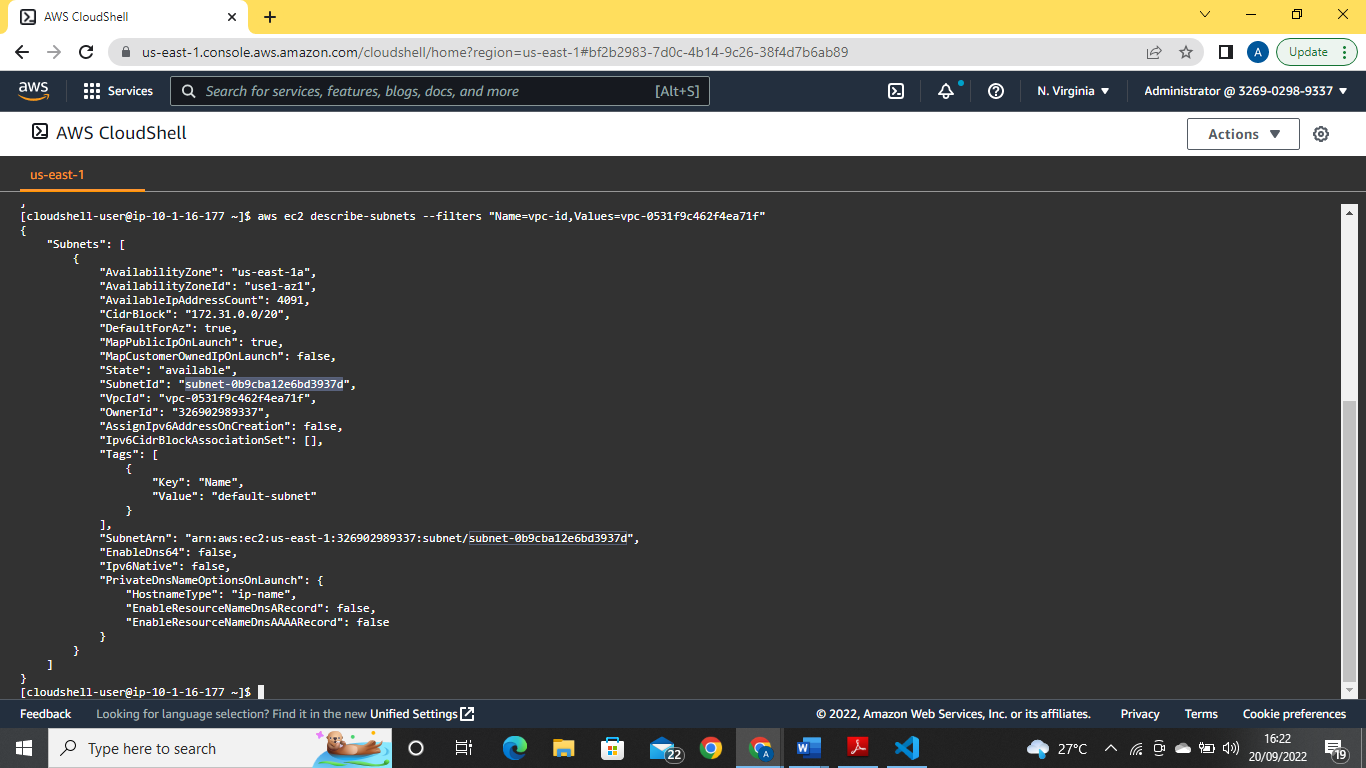 AWS CloudShell
us-east-1.console.aws.amazon.com/cloudshell/home?region=us-east-1#bf2b2983-7d0c-4b14-9c26-38f4d7b6ab89
A
Update
aws
Services
Search for services, features, blogs, docs, and more
[Alt+S]
N. Virginia
Administrator @ 3269-0298-9337
AWS CloudShell
Actions
us-east-1
[cloudshell-user@ip-10-1-16-177 ~]$ aws ec2 describe-subnets --filters "Name=vpc-id,Values=vpc-0531f9c462f4ea71f"
{
"Subnets": [
{
"AvailabilityZone": "us-east-1a",
"AvailabilityZoneId": "use1-az1",
"AvailableIpAddressCount": 4091,
"CidrBlock": "172.31.0.0/20",
"DefaultForAz": true,
"MapPublicIpOnLaunch": true,
"MapCustomerOwnedIpOnLaunch": false,
"State": "available",
"SubnetId": "subnet-0b9cba12e6bd3937d",
"VpcId": "vpc-0531f9c462f4ea71f",
"OwnerId": "326902989337",
"AssignIpv6AddressOnCreation": false,
"Ipv6CidrBlockAssociationSet": [],
"Tags": [
{
"Key": "Name",
"Value": "default-subnet"
}
],
"SubnetArn": "arn:aws:ec2:us-east-1:326902989337:subnet/subnet-0b9cba12e6bd3937d",
"EnableDns64": false,
"Ipv6Native": false,
"PrivateDnsNameOptionsOnLaunch": {
"HostnameType": "ip-name",
"EnableResourceNameDnsARecord": false,
"EnableResourceNameDnsAAAARecord": false
}
}
]
}
[cloudshell-user@ip-10-1-16-177 ~]$
Feedback
Looking for language selection? Find it in the new Unified Settings
© 2022, Amazon Web Services, Inc. or its affiliates.
Privacy
Terms
Cookie preferences
Type here to search
22
A
27°C
16:22
20/09/2022
19